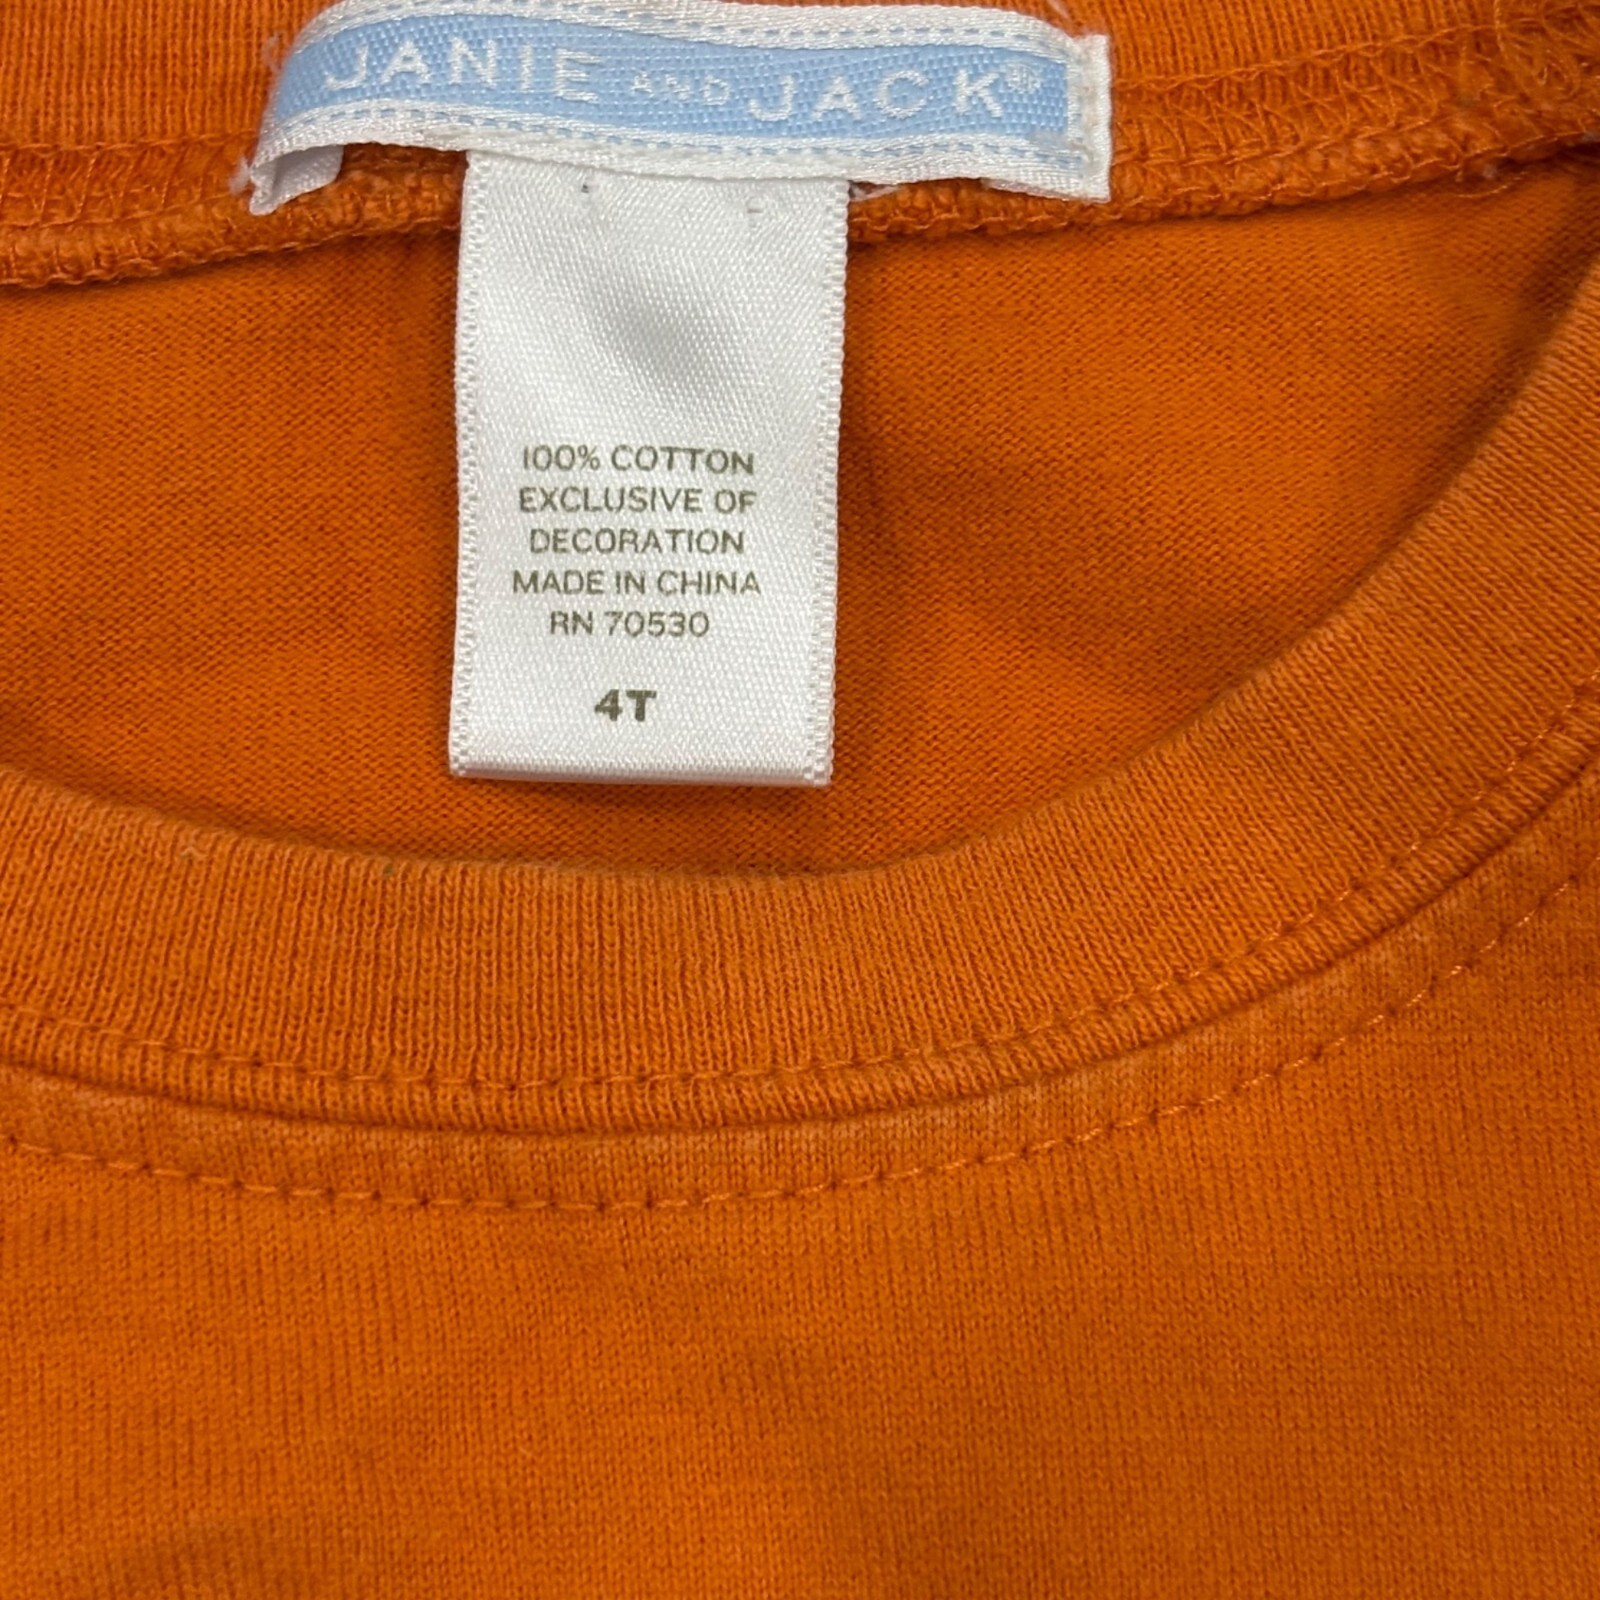 JANIE AND JACK®
100% COTTON
EXCLUSIVE OF
DECORATION
MADE IN CHINA
RN 70530
4T